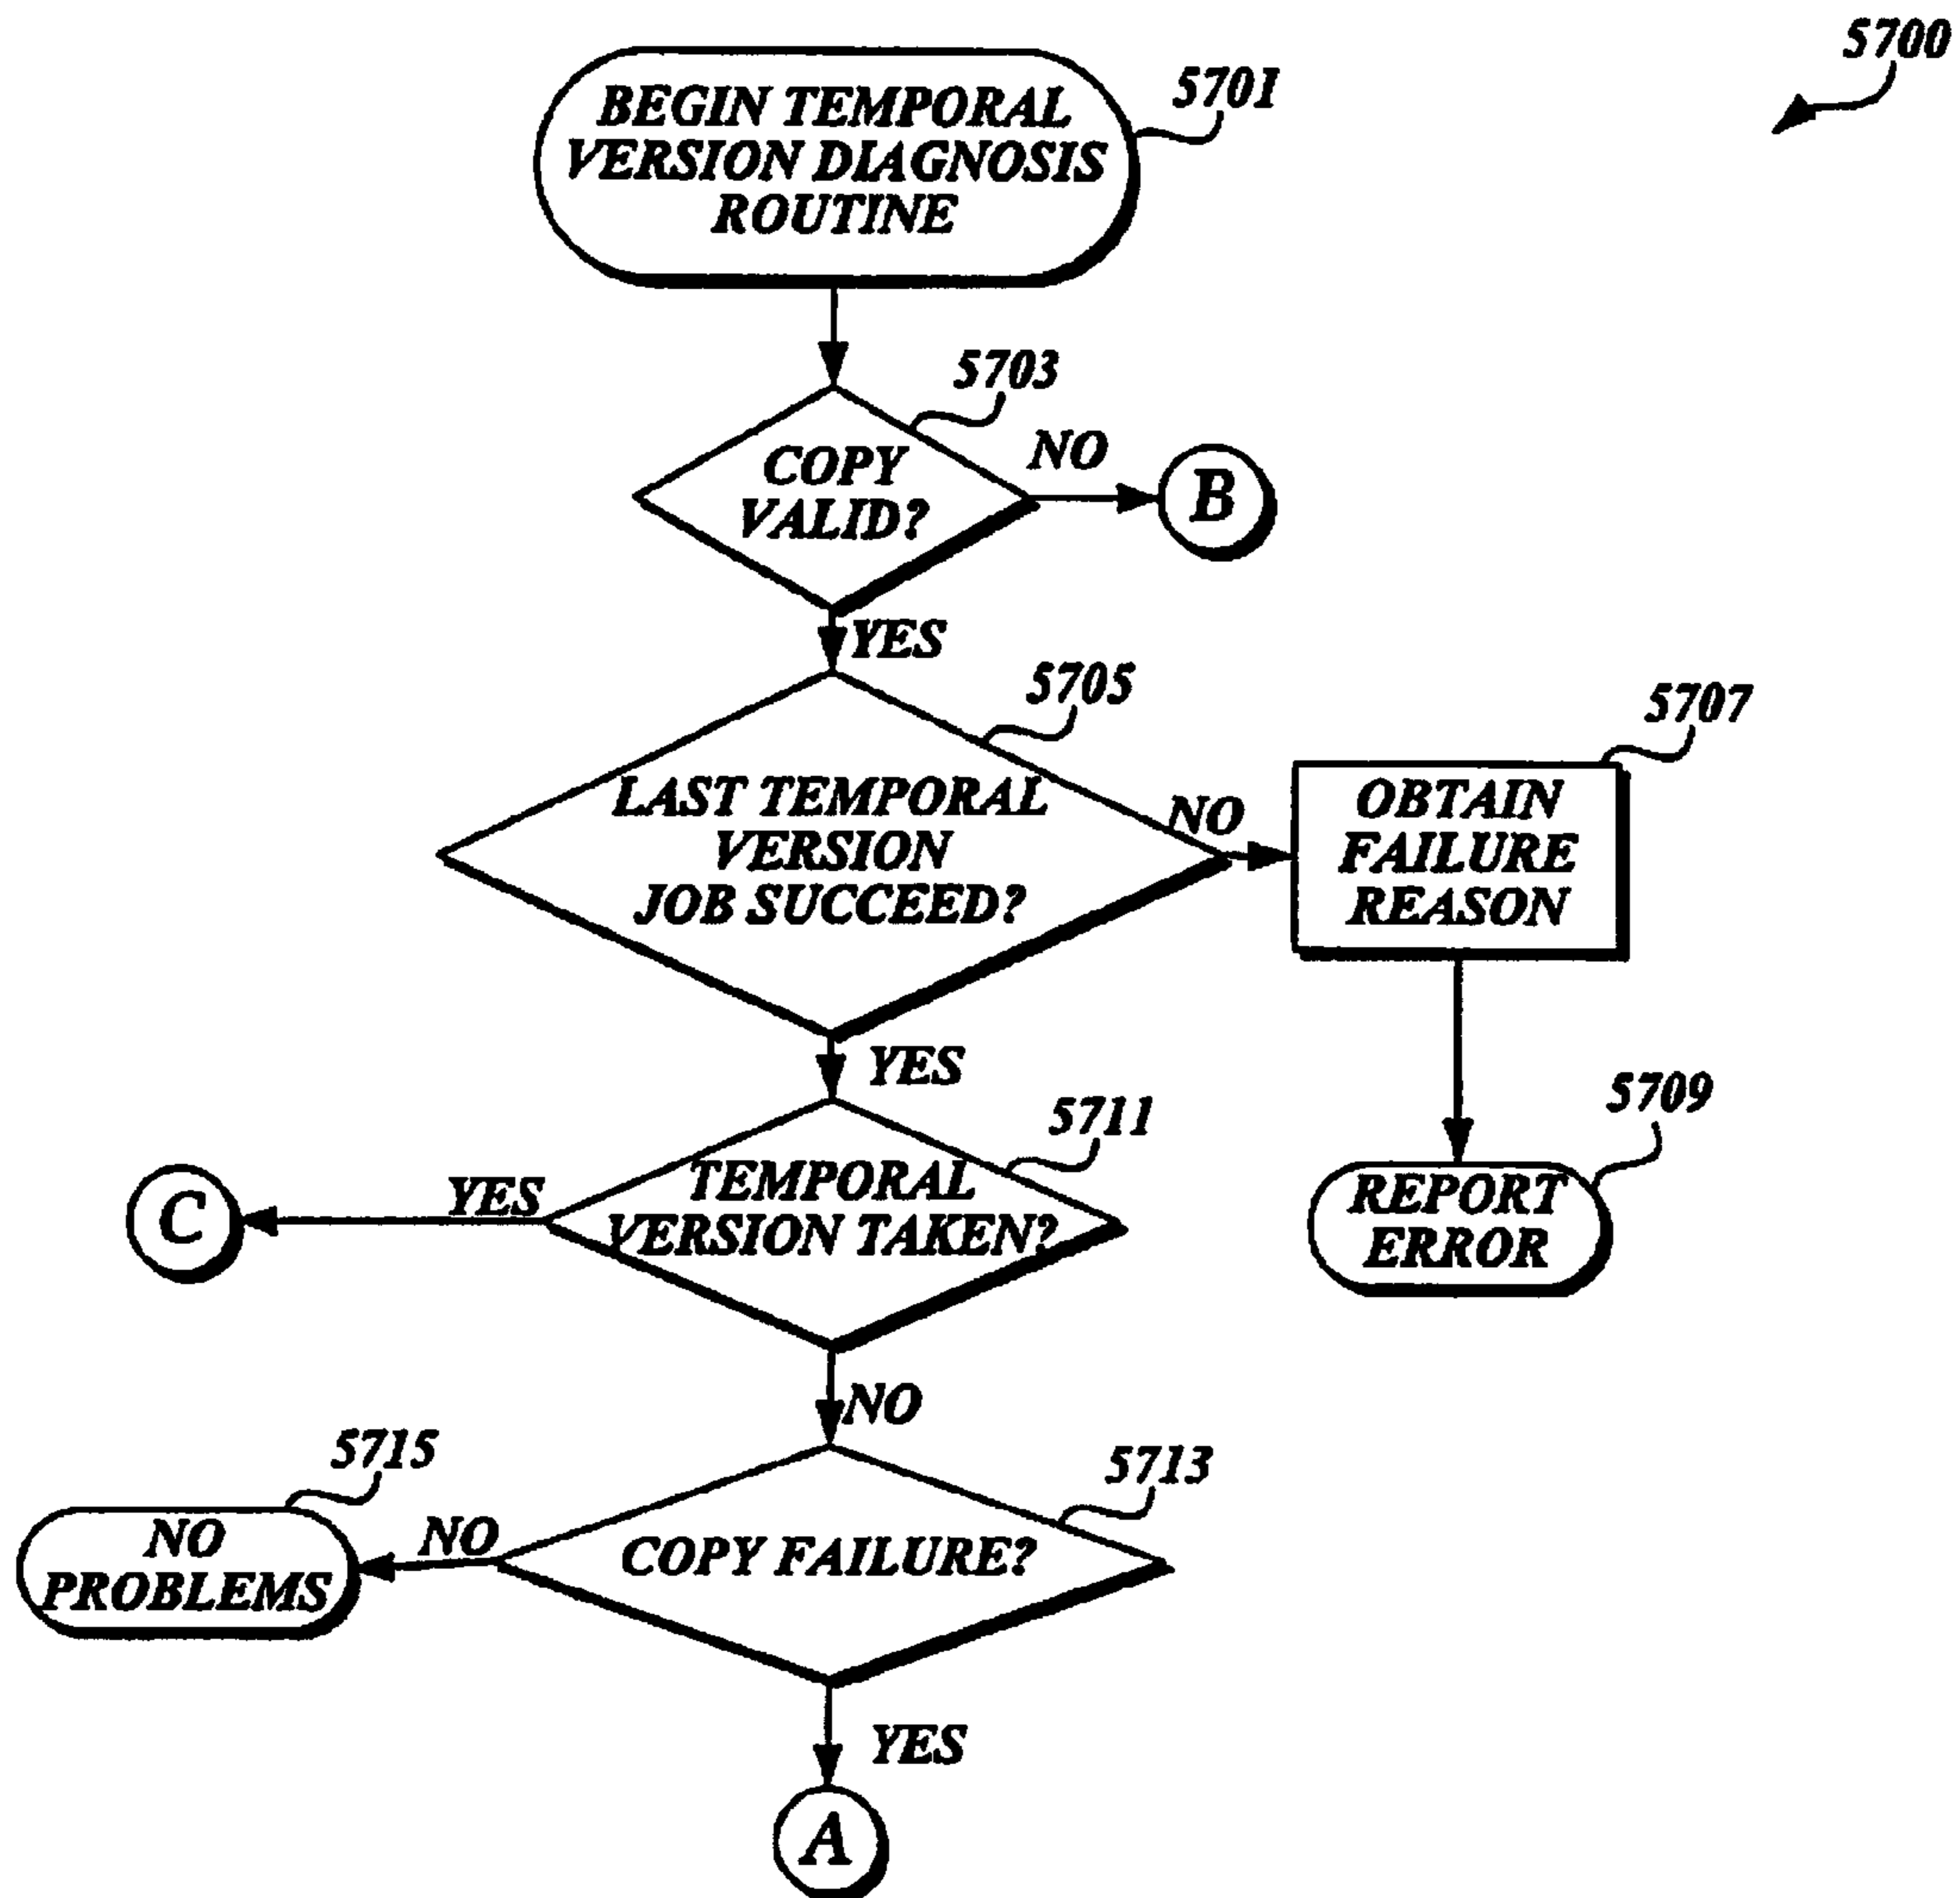 5700
BEGIN TEMPORAL
VERSION DIAGNOSIS
ROUTINE
5701
5703
COPY
VALID?
NO
B
YES
5705
LAST TEMPORAL
VERSION
JOB SUCCEED?
NO
5707
OBTAIN
FAILURE
REASON
YES
5709
REPORT
ERROR
5711
TEMPORAL
VERSION TAKEN?
YES
C
NO
5713
COPY FAILURE?
NO
5715
NO
PROBLEMS
YES
A